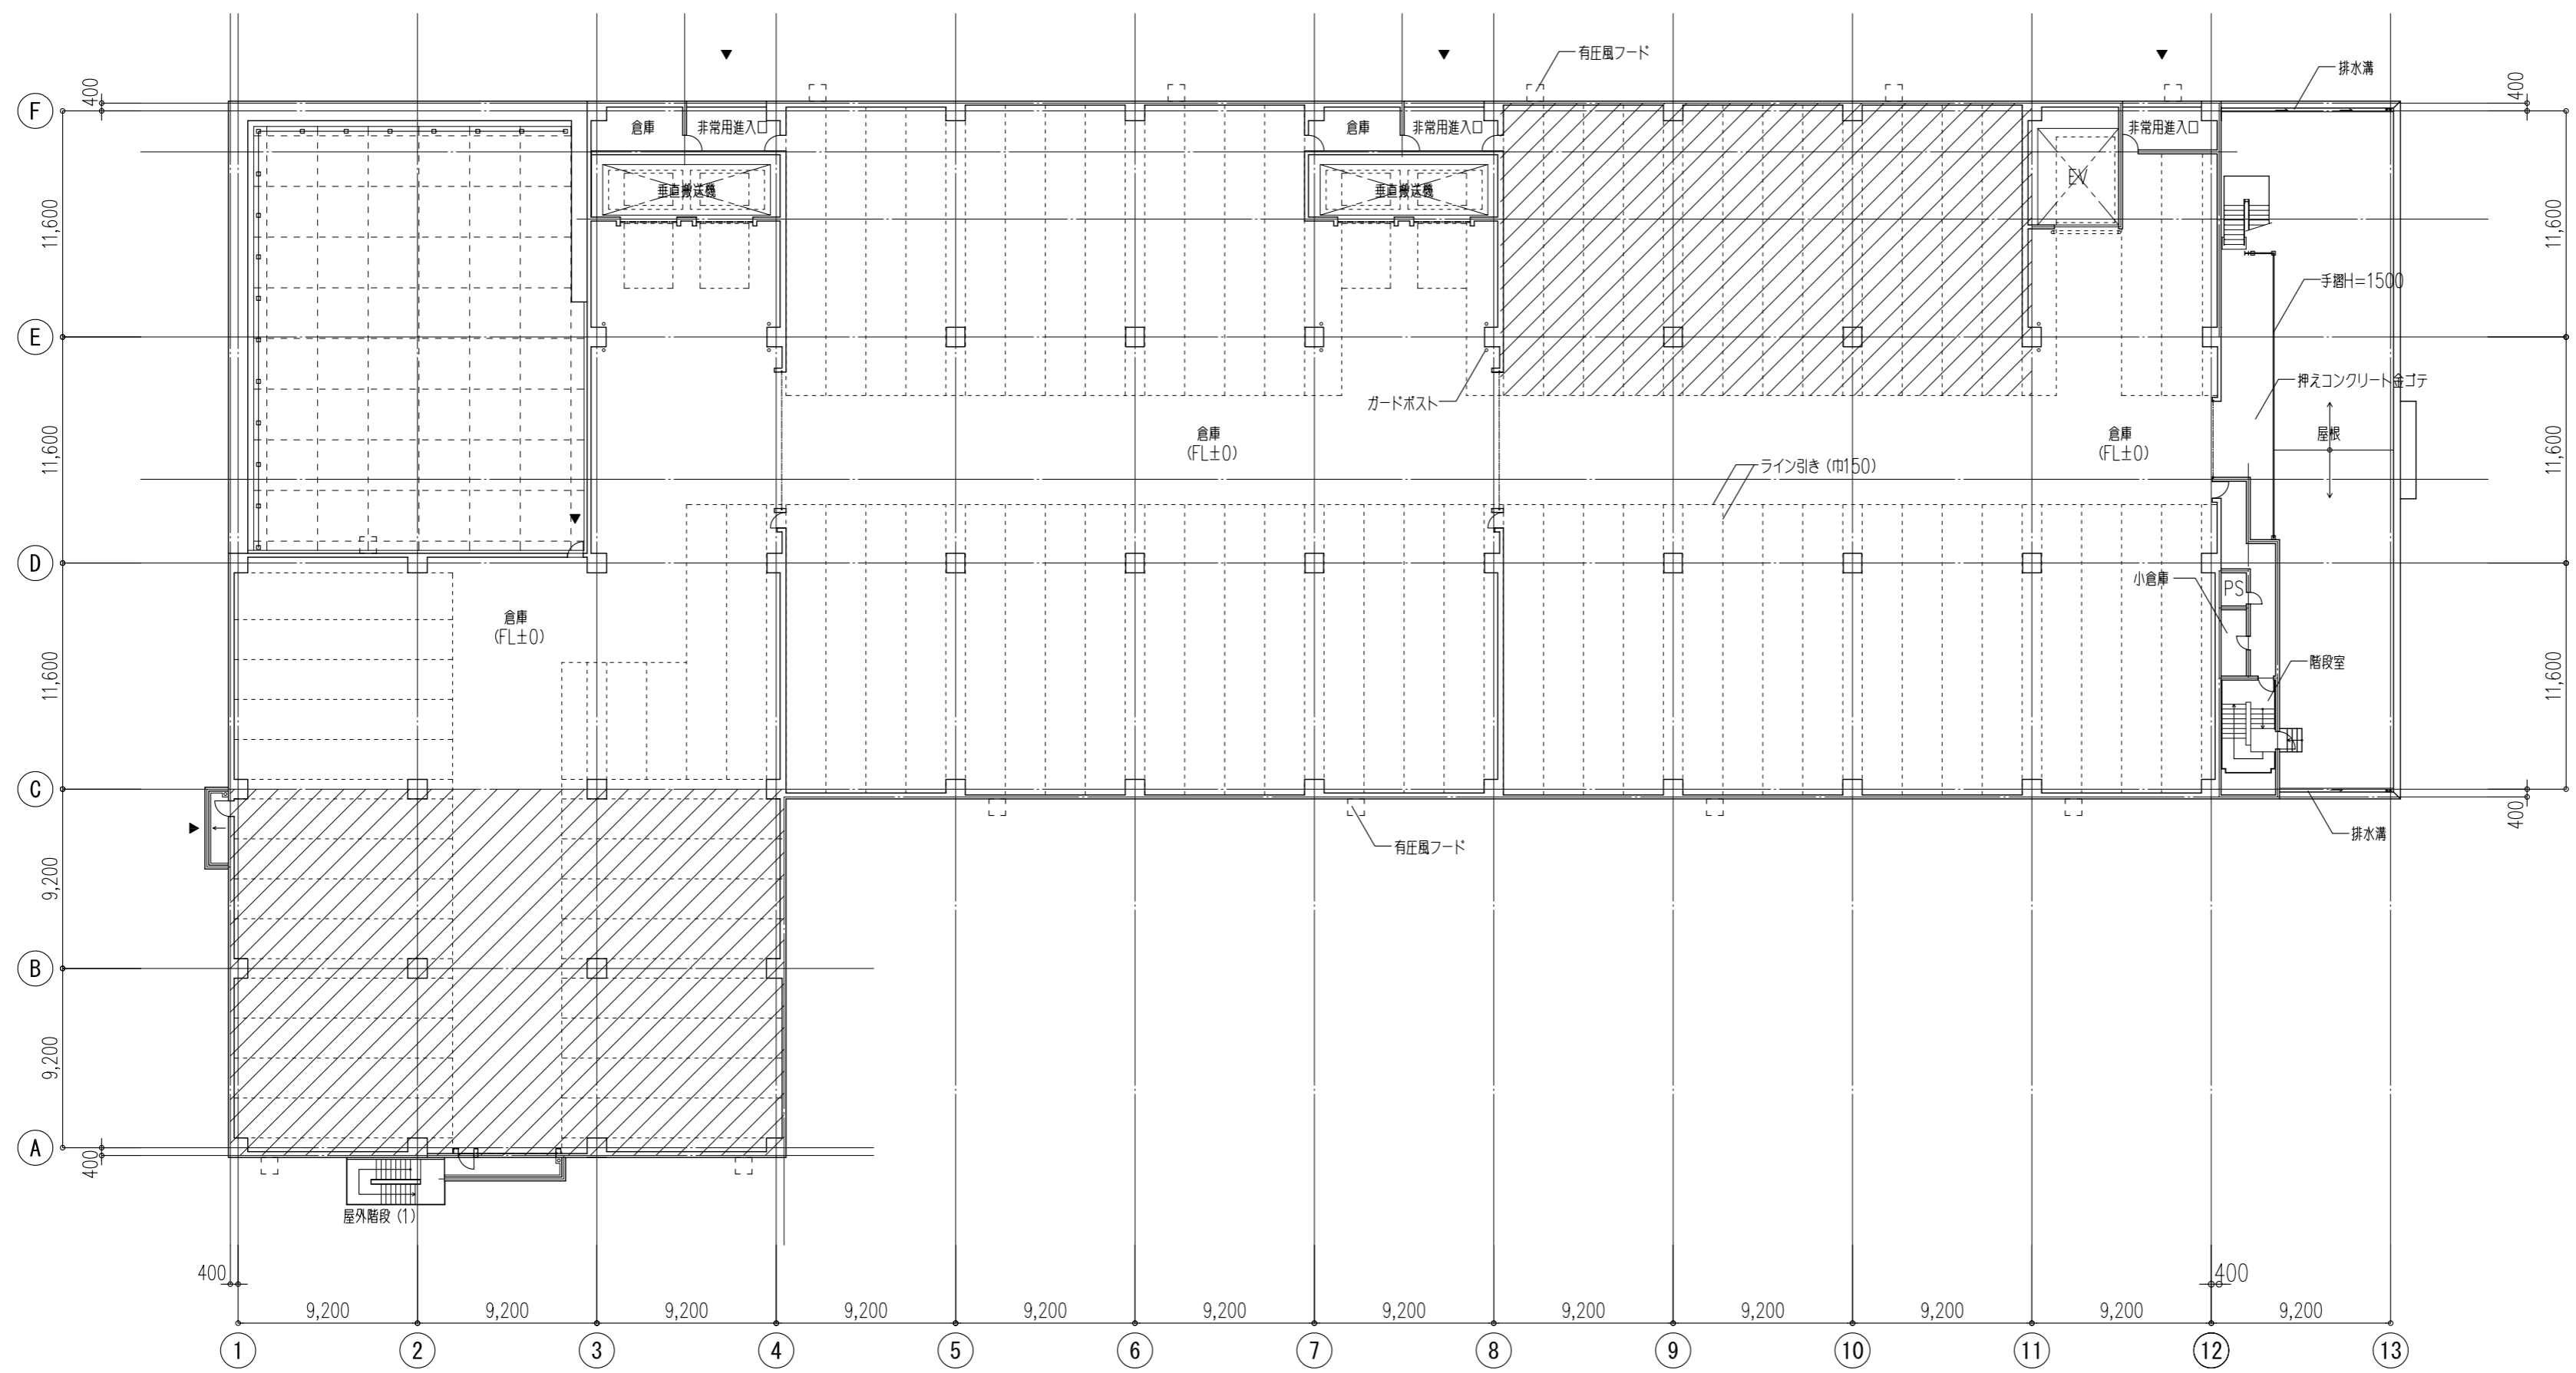 有圧風フード
排水溝
400
400
F
倉庫
非常用進入口
倉庫
非常用進入口
非常用進入口
垂直搬送機
垂直搬送機
EV
11,600
11,600
手摺H=1500
E
押えコンクリート金ゴテ
ガードポスト
倉庫
(FL±0)
倉庫
(FL±0)
屋根
11,600
11,600
ライン引き (巾150)
D
小倉庫
PS
倉庫
(FL±0)
11,600
11,600
階段室
C
400
排水溝
有圧風フード
9,200
B
9,200
A
400
屋外階段 (1)
400
400
9,200
9,200
9,200
9,200
9,200
9,200
9,200
9,200
9,200
9,200
9,200
9,200
1
2
3
4
5
6
7
8
9
10
11
12
13